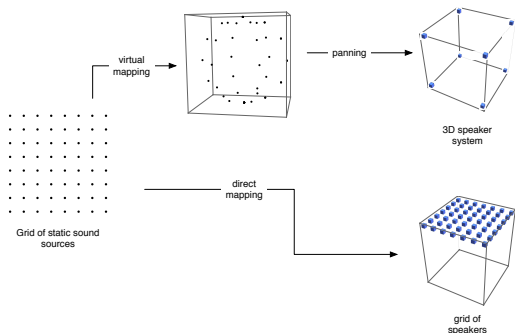 virtual
mapping
panning
3D speaker
system
Grid of static sound
sources
direct
mapping
grid of
speakers